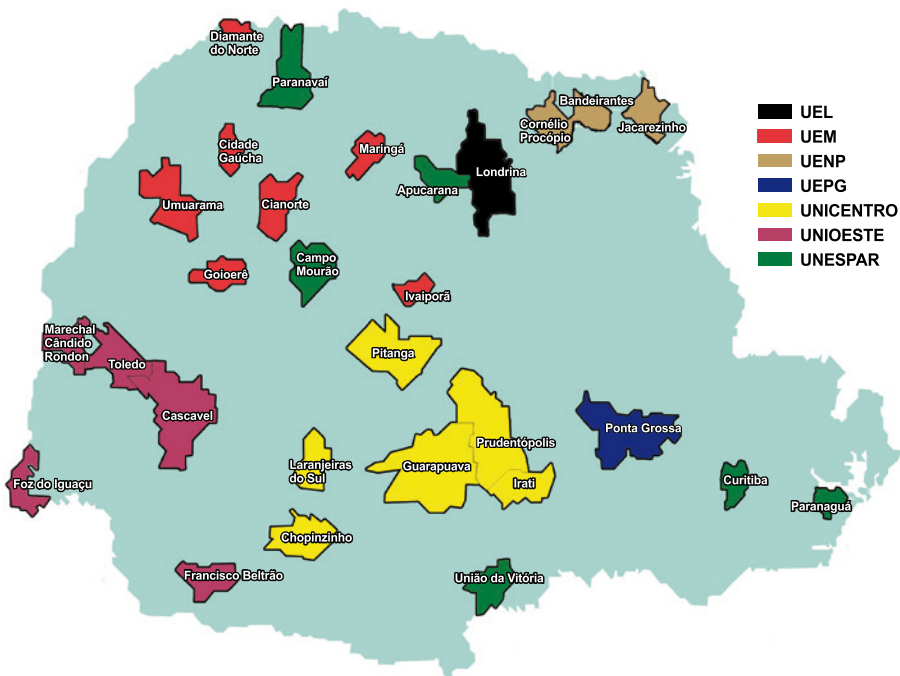 Diamante
do Norte
Paranavaí
Bandeirantes
Cornélio
Procópio
Jacarezinho
Cidade
Gaúcha
Maringá
Londrina
Apucarana
Umuarama
Cianorte
Campo
Mourão
Goioerê
Ivaiporã
Marechal
Cândido
Rondon
Toledo
Pitanga
Cascavel
Ponta Grossa
Prudentópolis
Guarapuava
Laranjeiras
do Sul
Irati
Foz do Iguaçu
Curitiba
Paranaguá
Chopinzinho
Francisco Beltrão
União da Vitória
UEL
UEM
UENP
UEPG
UNICENTRO
UNIOESTE
UNESPAR